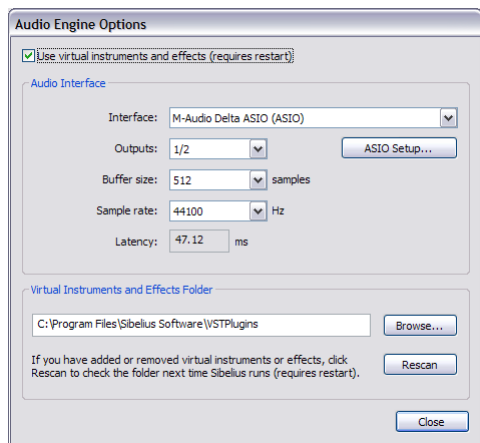 Audio Engine Options
Use virtual instruments and effects (requires restart)
Audio Interface
Interface: M-Audio Delta ASIO (ASIO)
Outputs: 1/2 ASIO Setup...
Buffer size: 512 samples
Sample rate: 44100 Hz
Latency: 47.12 ms
Virtual Instruments and Effects Folder
C:\Program Files\Sibelius Software\VSTPlugins Browse...
If you have added or removed virtual instruments or effects, click
Rescan to check the folder next time Sibelius runs (requires restart). Rescan
Close